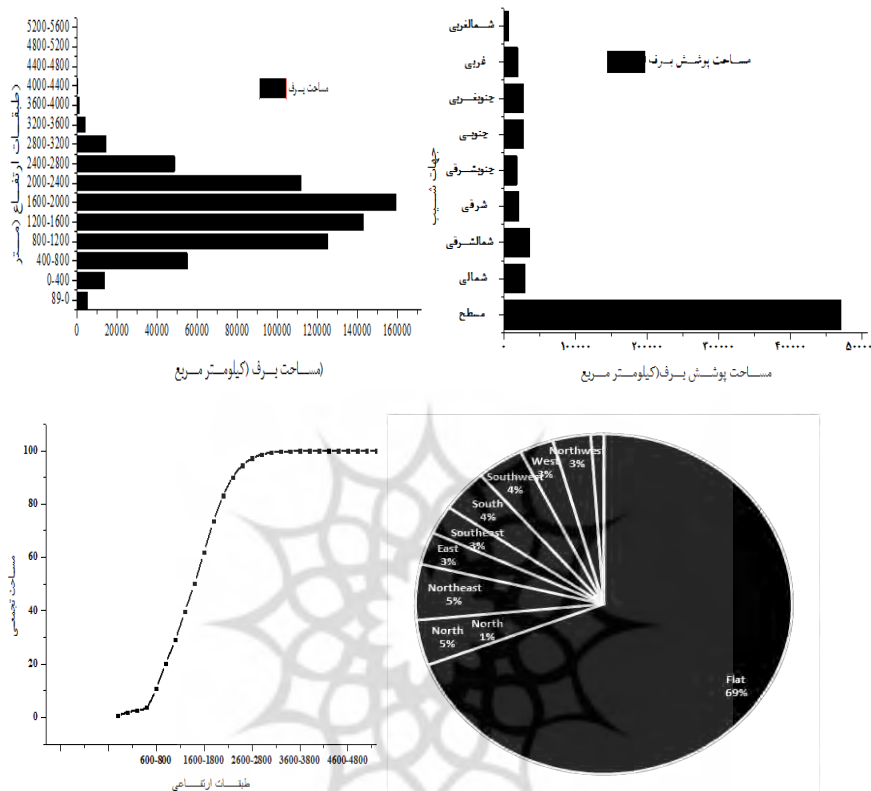 5200-5600
4800-5200
4400-4800
4000-4400
3600-4000
3200-3600
2800-3200
2400-2800
2000-2400
1600-2000
1200-1600
800-1200
400-800
0-400
89-0
(طبقات ارتفاع (متر
مساحت برف
0 20000 40000 60000 80000 100000 120000 140000 160000
(مساحت برف (کیلومتر مربع
شمالغربی
غربی
جنوبغربی
جنوبی
جنوبشرقی
شرقی
شمالشرقی
شمالی
مسطح
جهات شیب
مساحت پوشش برف (
۰ ۱۰۰۰۰۰ ۲۰۰۰۰۰ ۳۰۰۰۰۰ ۴۰۰۰۰۰ ۵۰۰۰۰
مساحت پوشش برف(کیلومتر مربع
100
80
60
40
20
0
مساحت تجمعی
600-800 1600-1800 2600-2800 3600-3800 4600-4800
طبقات ارتفاعی
Northwest
3%
West
3%
Southwest
4%
South
4%
Southeast
3%
East
3%
Northeast
5%
North
5%
North
1%
Flat
69%